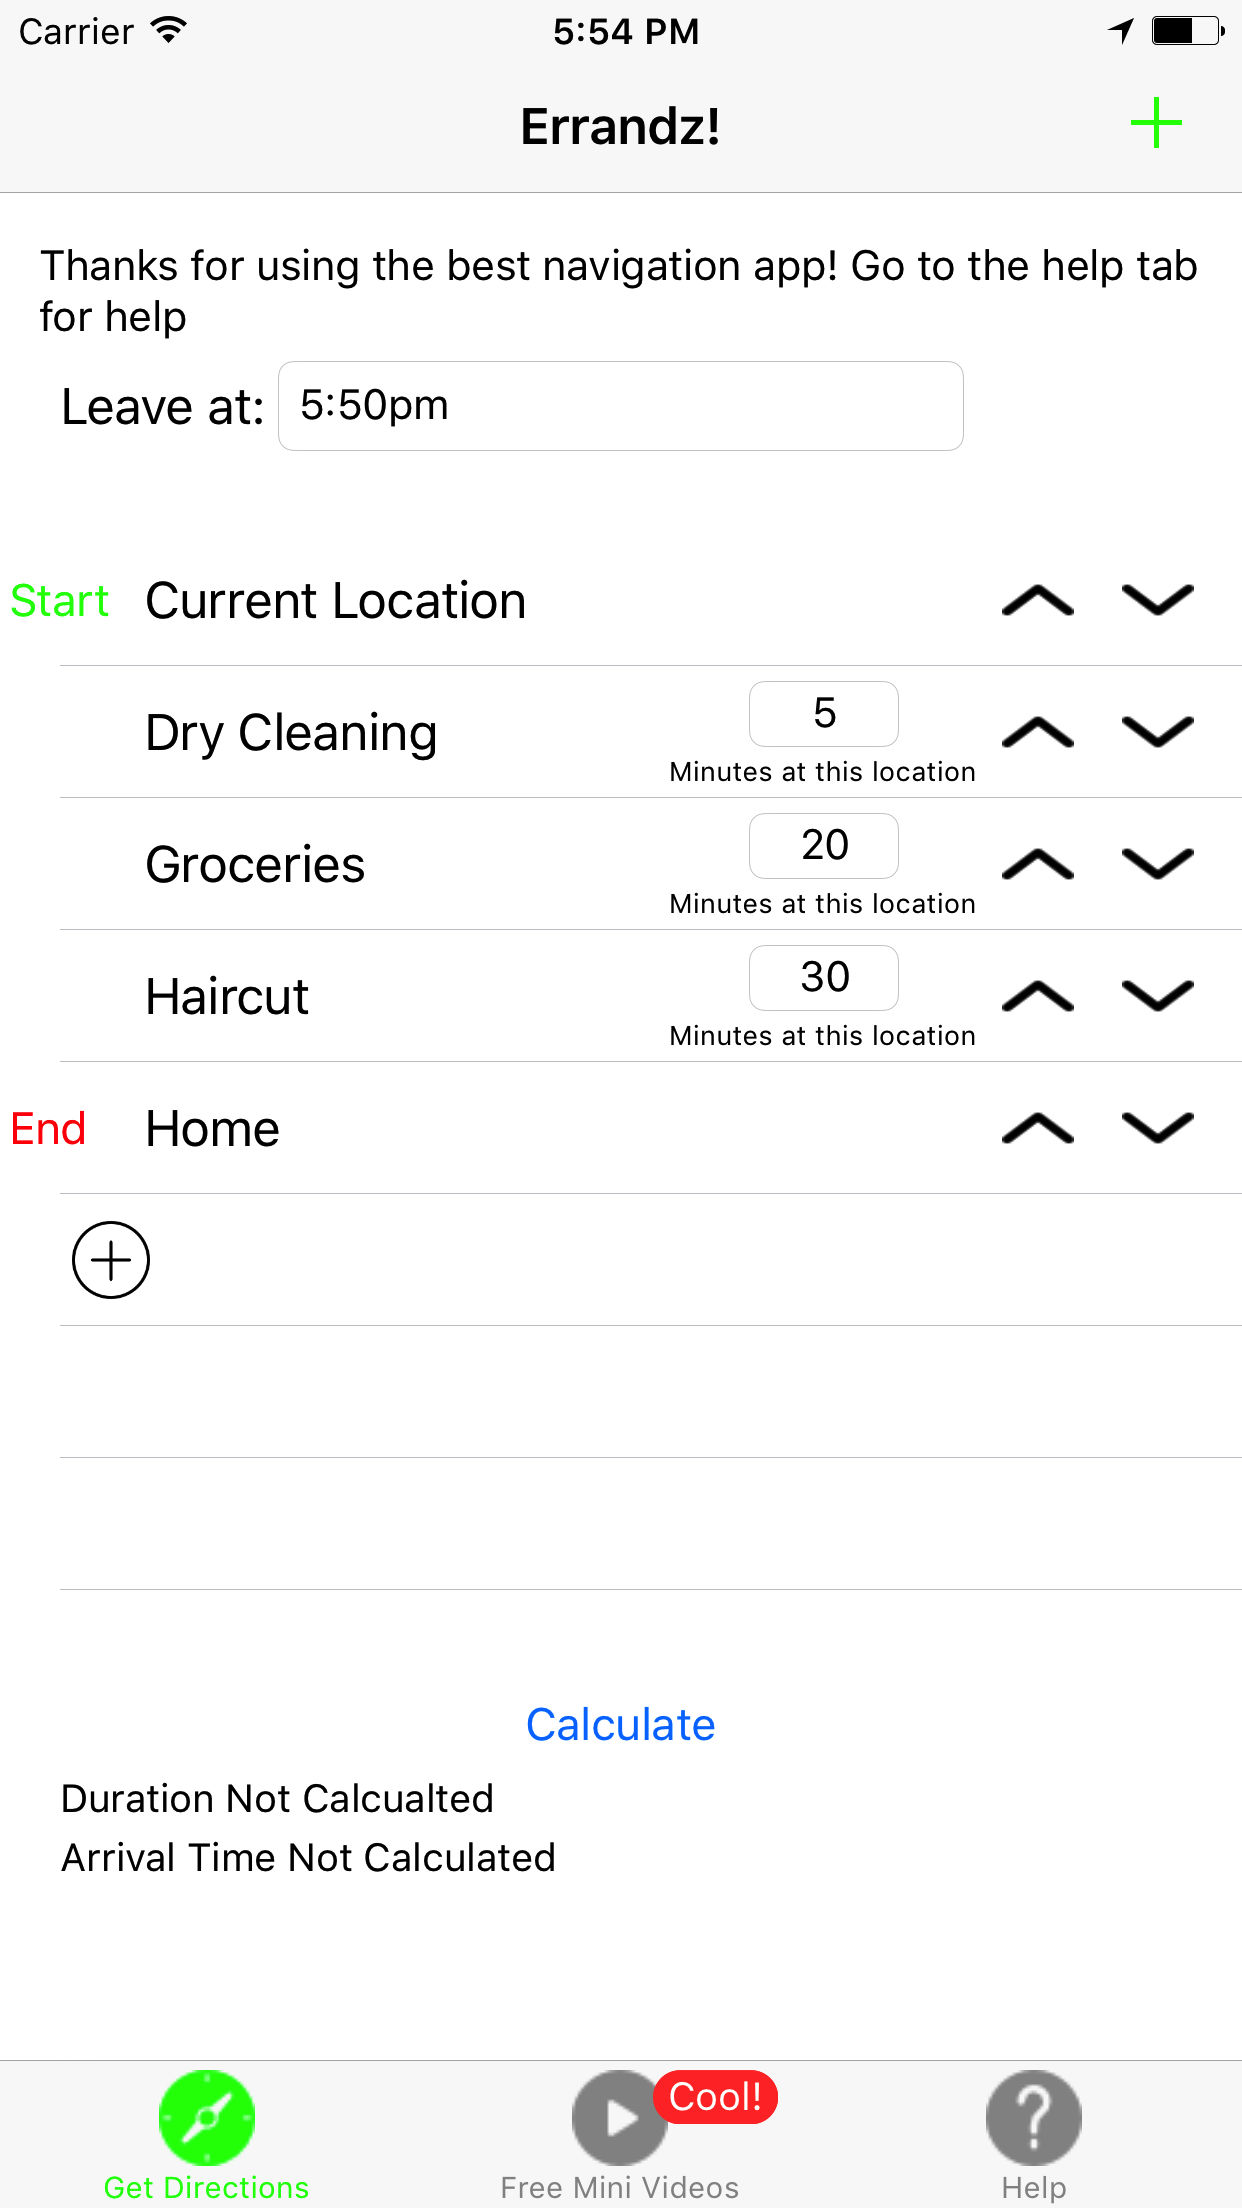 Carrier 5:54 PM
Errandz!
Thanks for using the best navigation app! Go to the help tab
for help
Leave at: 5:50pm
Start Current Location
Dry Cleaning 5
Minutes at this location
Groceries 20
Minutes at this location
Haircut 30
Minutes at this location
End Home
Calculate
Duration Not Calcualted
Arrival Time Not Calculated
Cool!
Get Directions Free Mini Videos Help